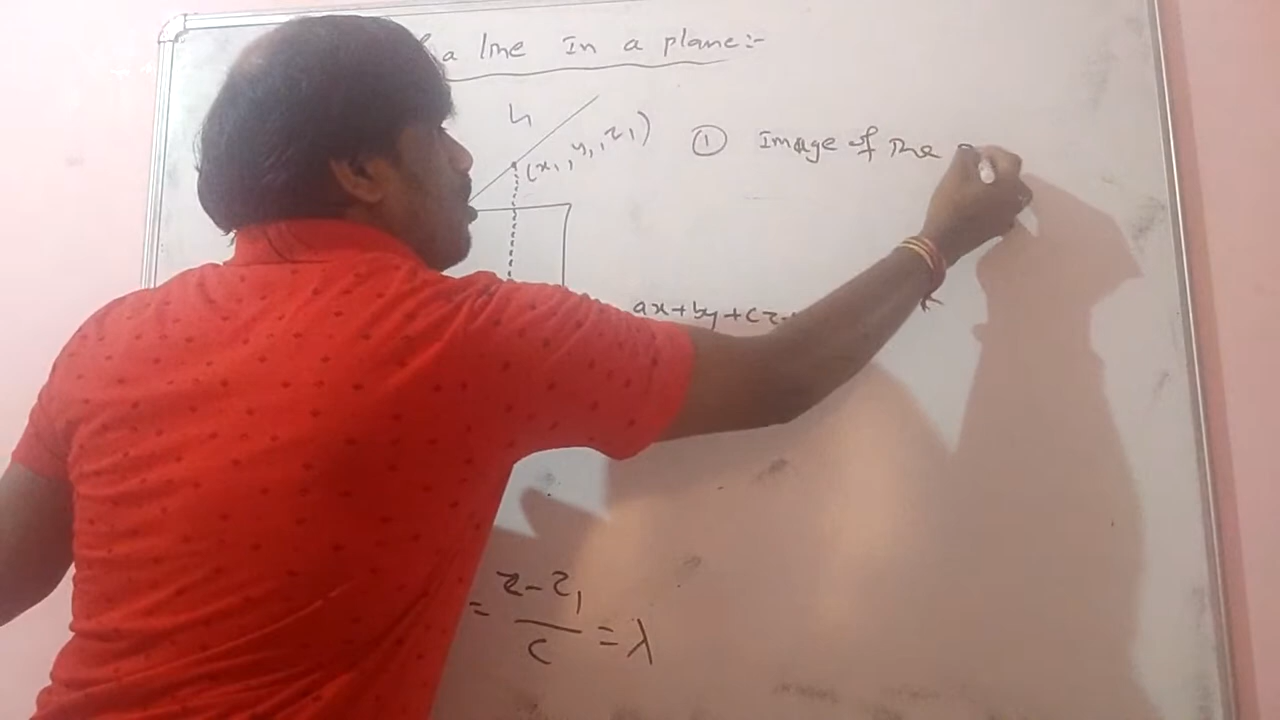 a line In a plane:-
L₁
(x₁, y₁, z₁)
① Image of The
ax+by+cz
= z-z₁/c = λ